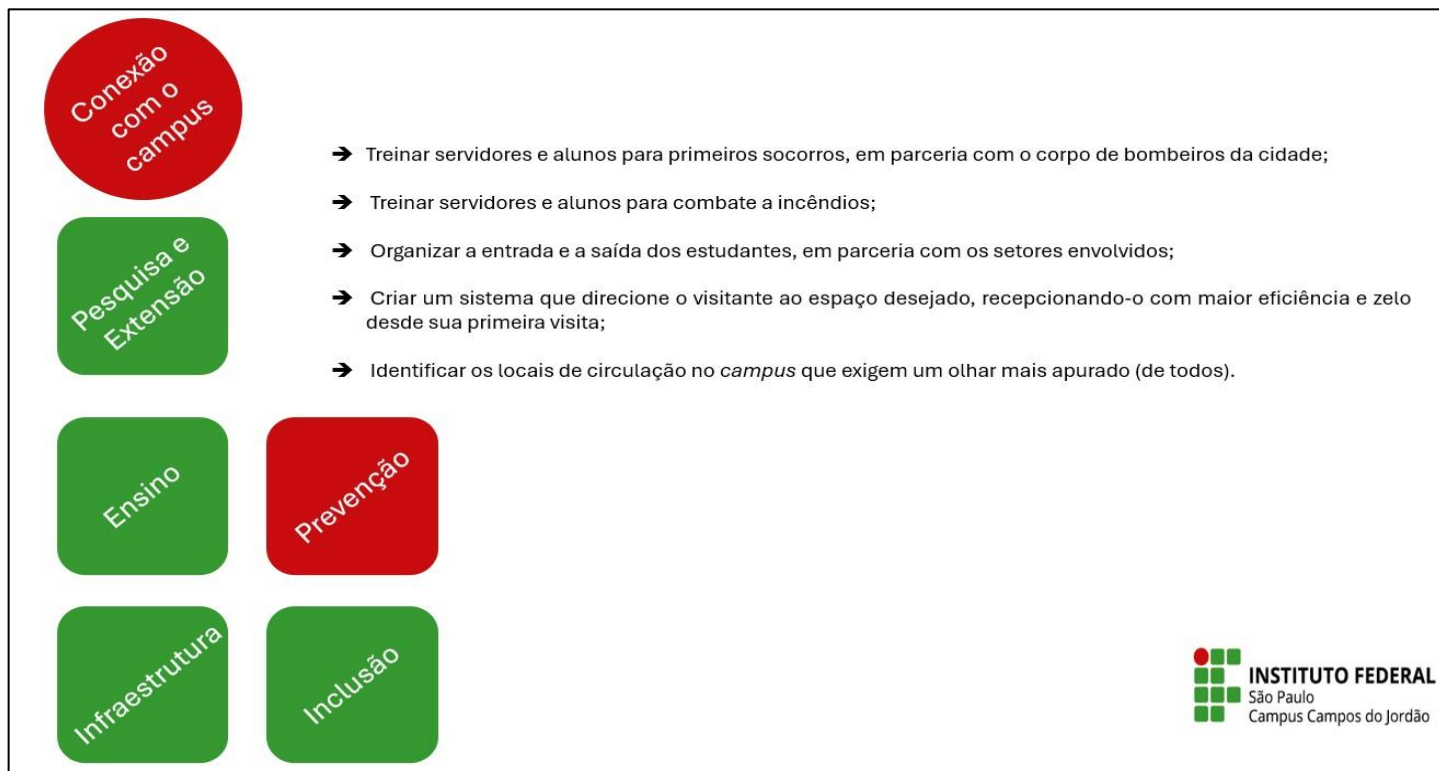 Conexão
com o
campus
➔ Treinar servidores e alunos para primeiros socorros, em parceria com o corpo de bombeiros da cidade;
➔ Treinar servidores e alunos para combate a incêndios;
➔ Organizar a entrada e a saída dos estudantes, em parceria com os setores envolvidos;
➔ Criar um sistema que direcione o visitante ao espaço desejado, recepcionando-o com maior eficiência e zelo
desde sua primeira visita;
➔ Identificar os locais de circulação no campus que exigem um olhar mais apurado (de todos).
Pesquisa e
Extensão
Ensino
Prevenção
Infraestrutura
Inclusão
INSTITUTO FEDERAL
São Paulo
Campus Campos do Jordão